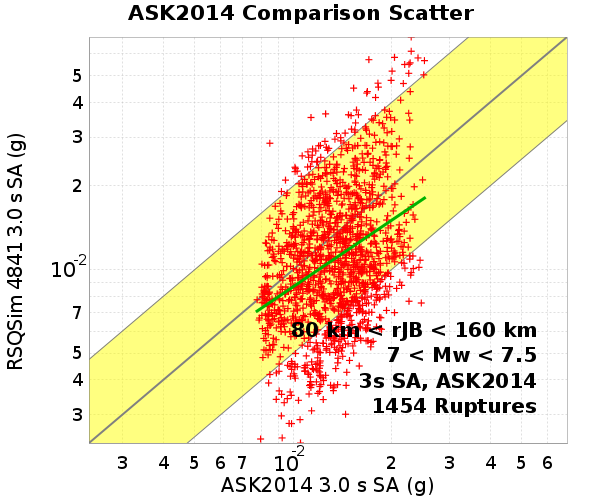 ASK2014 Comparison Scatter
RSQSim 4841 3.0 s SA (g)
5
4
3
2
10-2
7
5
4
3
80 km < rJB < 160 km
7 < Mw < 7.5
3s SA, ASK2014
1454 Ruptures
3 4 5 6 7 10-2 2 3 4 5 6
ASK2014 3.0 s SA (g)